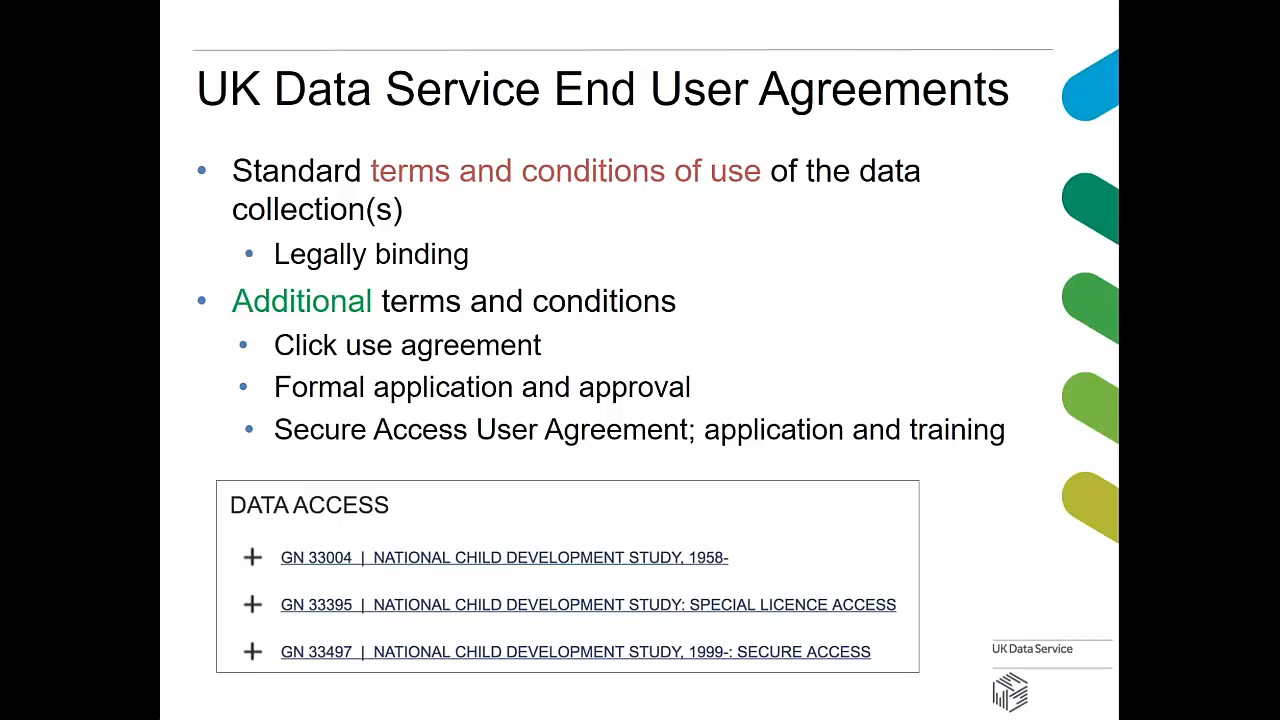 UK Data Service End User Agreements
• Standard terms and conditions of use of the data
collection(s)
• Legally binding
• Additional terms and conditions
• Click use agreement
• Formal application and approval
• Secure Access User Agreement; application and training
DATA ACCESS
+ GN 33004 | NATIONAL CHILD DEVELOPMENT STUDY, 1958-
+ GN 33395 | NATIONAL CHILD DEVELOPMENT STUDY: SPECIAL LICENCE ACCESS
+ GN 33497 | NATIONAL CHILD DEVELOPMENT STUDY, 1999-: SECURE ACCESS
UK Data Service